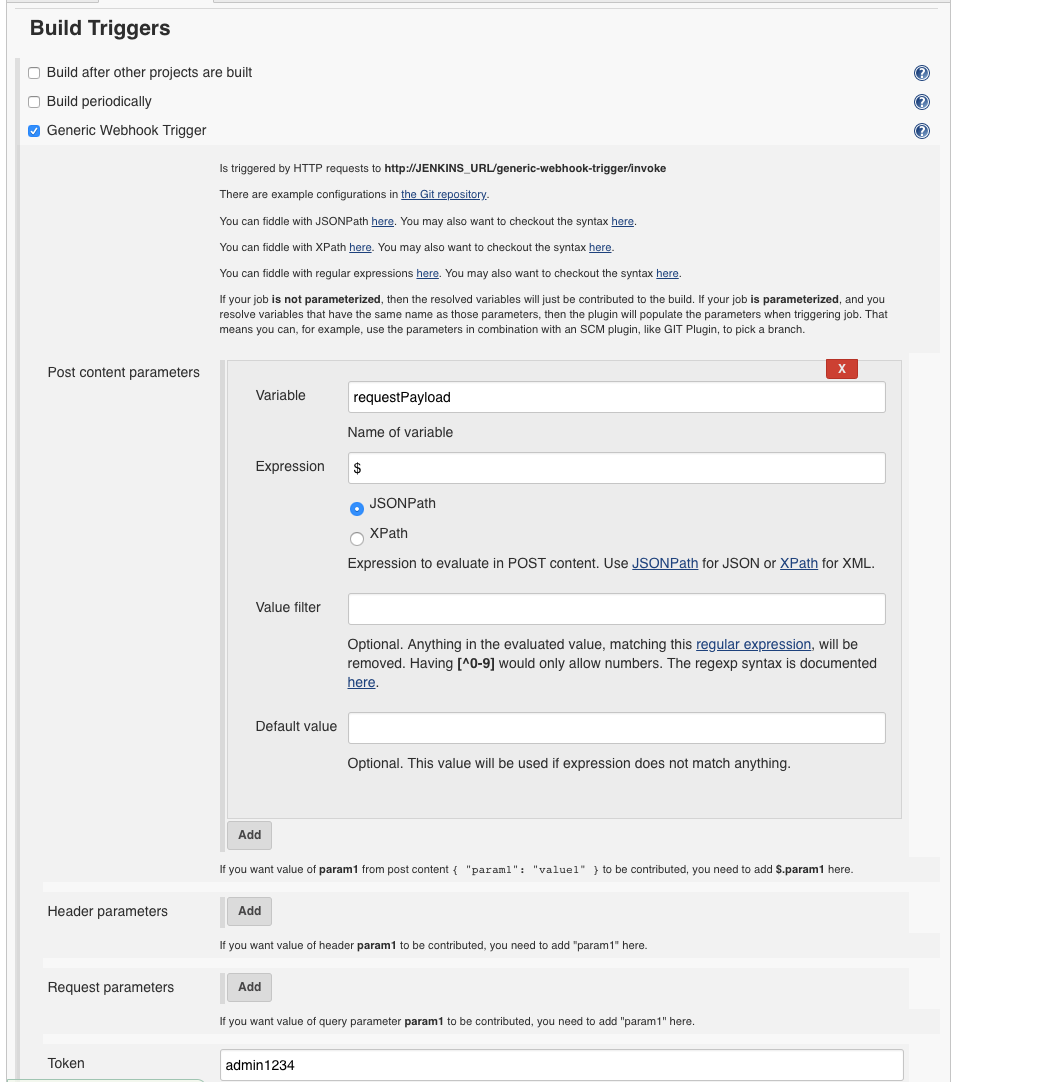 Build Triggers
Build after other projects are built
Build periodically
Generic Webhook Trigger
Is triggered by HTTP requests to http://JENKINS_URL/generic-webhook-trigger/invoke
There are example configurations in the Git repository.
You can fiddle with JSONPath here. You may also want to checkout the syntax here.
You can fiddle with XPath here. You may also want to checkout the syntax here.
You can fiddle with regular expressions here. You may also want to checkout the syntax here.
If your job is not parameterized, then the resolved variables will just be contributed to the build. If your job is parameterized, and you
resolve variables that have the same name as those parameters, then the plugin will populate the parameters when triggering job. That
means you can, for example, use the parameters in combination with an SCM plugin, like GIT Plugin, to pick a branch.
Post content parameters
X
Variable
requestPayload
Name of variable
Expression
$
JSONPath
XPath
Expression to evaluate in POST content. Use JSONPath for JSON or XPath for XML.
Value filter
Optional. Anything in the evaluated value, matching this regular expression, will be
removed. Having [^0-9] would only allow numbers. The regexp syntax is documented
here.
Default value
Optional. This value will be used if expression does not match anything.
Add
If you want value of param1 from post content { "param1": "value1" } to be contributed, you need to add $.param1 here.
Header parameters
Add
If you want value of header param1 to be contributed, you need to add "param1" here.
Request parameters
Add
If you want value of query parameter param1 to be contributed, you need to add "param1" here.
Token
admin1234